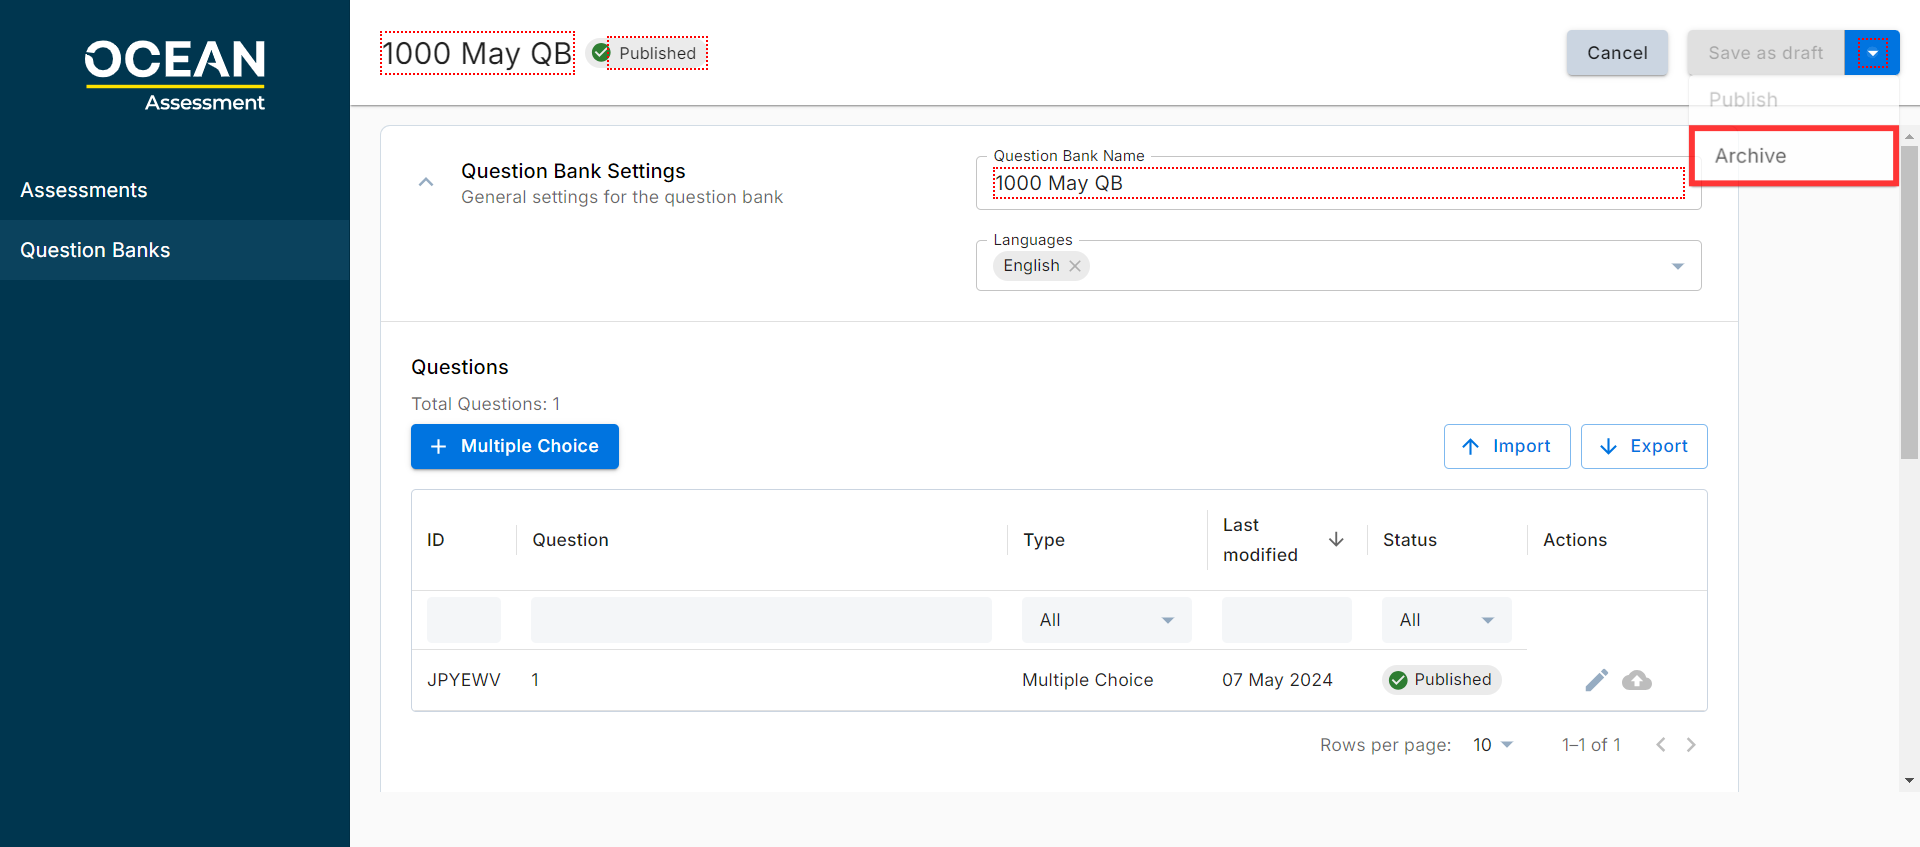 OCEAN
Assessment
Assessments
Question Banks
1000 May QB
Published
Cancel
Save as draft
Publish
Archive
Question Bank Settings
General settings for the question bank
Question Bank Name
1000 May QB
Languages
English
Questions
Total Questions: 1
+ Multiple Choice
Import
Export
ID
Question
Type
Last
modified
Status
Actions
All
All
JPYEWV
1
Multiple Choice
07 May 2024
Published
Rows per page: 10
1–1 of 1